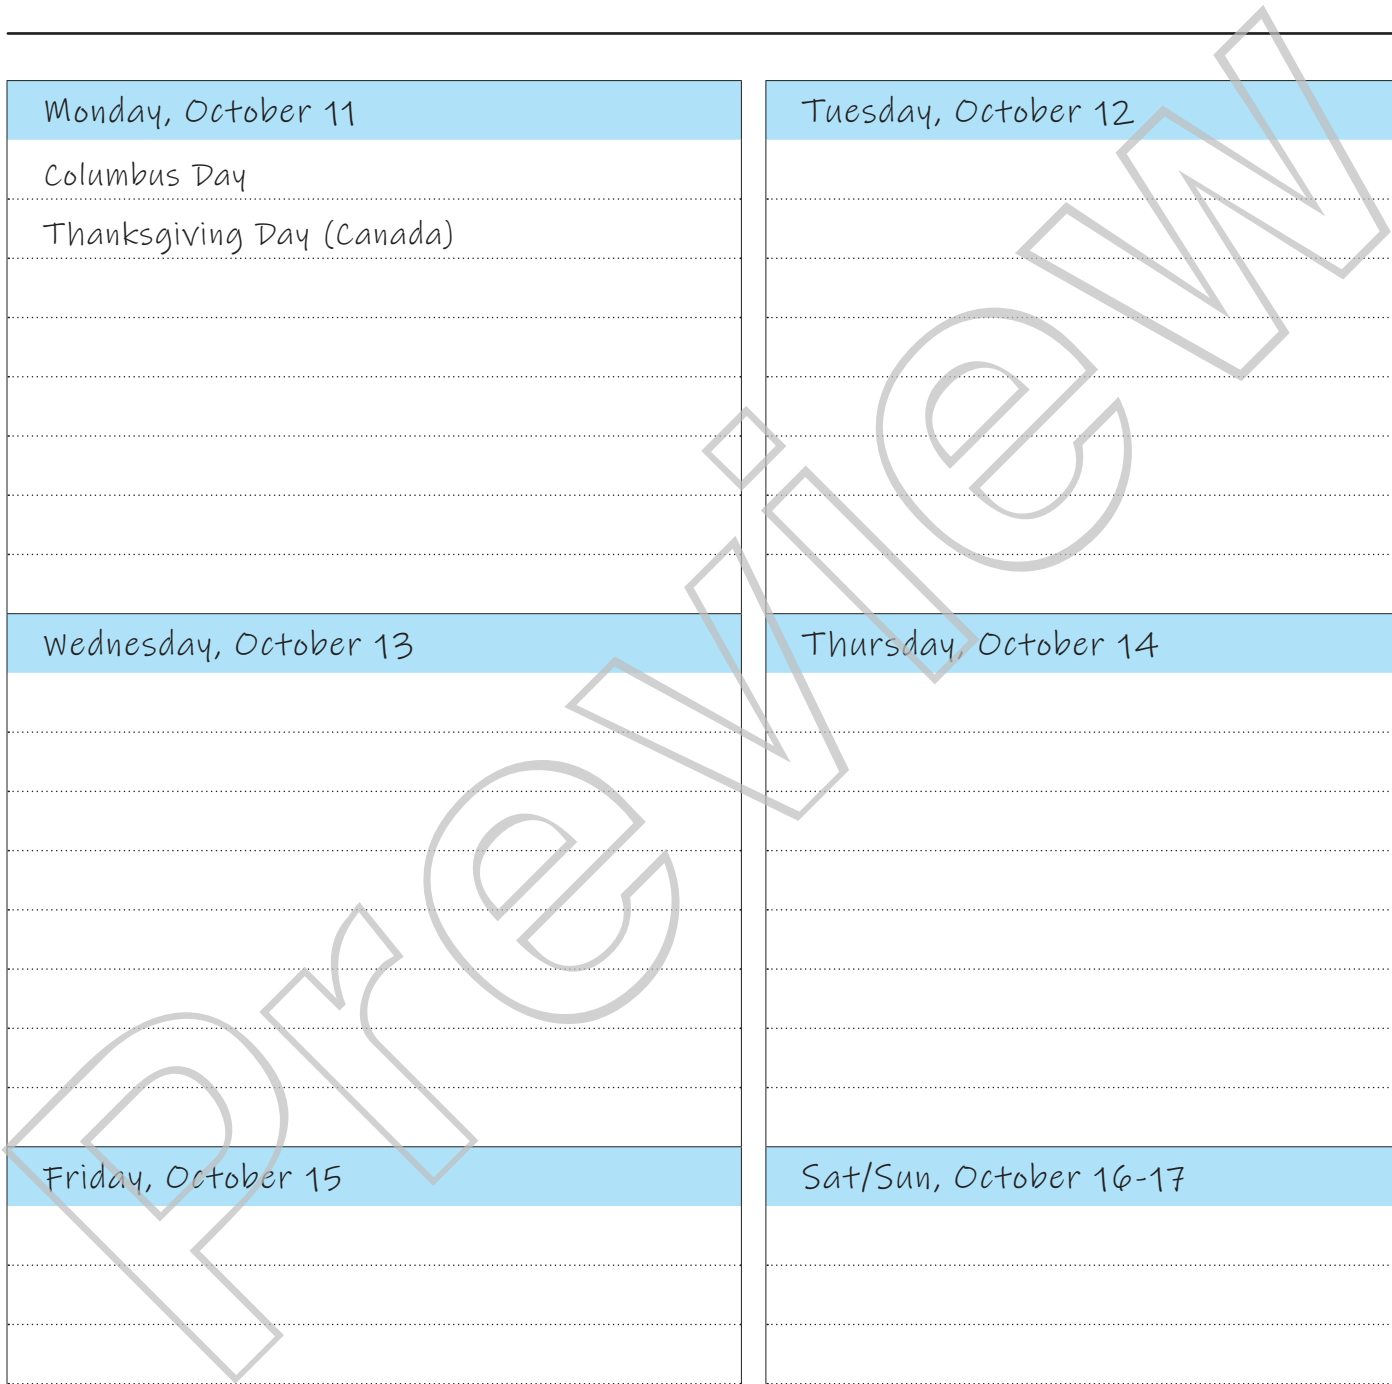 Monday, October 11
Columbus Day
Thanksgiving Day (Canada)
Tuesday, October 12
Wednesday, October 13
Thursday, October 14
Friday, October 15
Sat/Sun, October 16-17
Preview